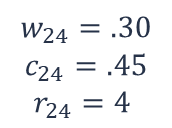 w₂₄ = .30
c₂₄ = .45
r₂₄ = 4